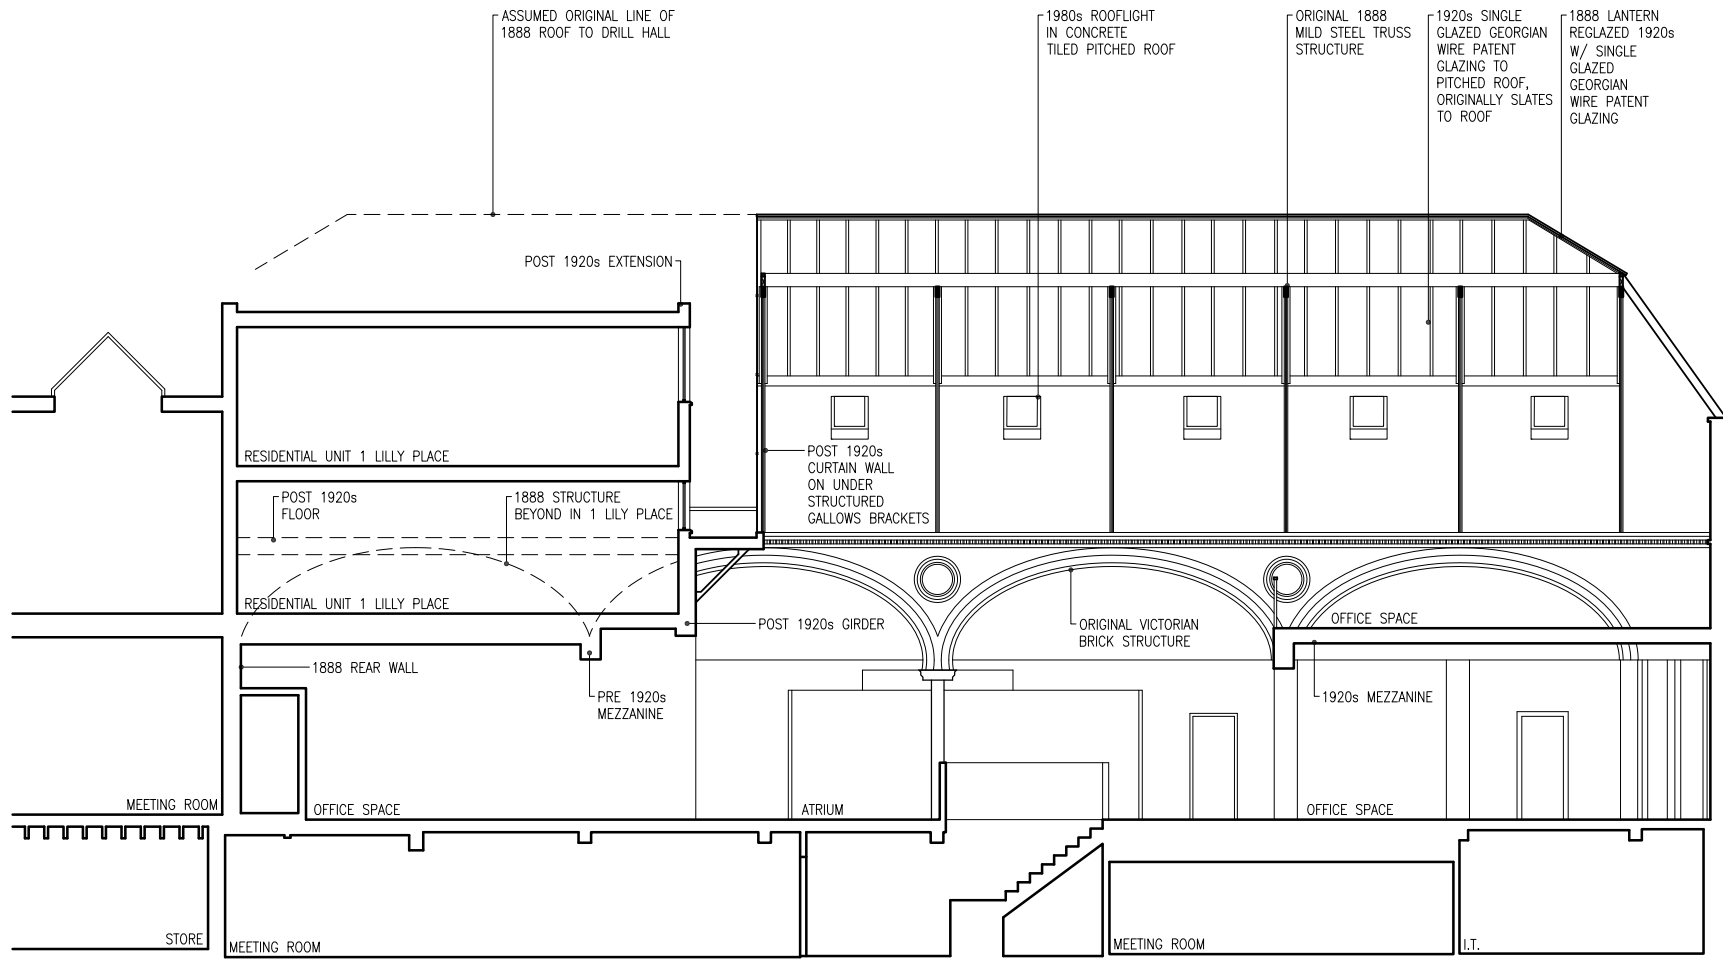 ASSUMED ORIGINAL LINE OF
1888 ROOF TO DRILL HALL
1980s ROOFLIGHT
IN CONCRETE
TILED PITCHED ROOF
ORIGINAL 1888
MILD STEEL TRUSS
STRUCTURE
1920s SINGLE
GLAZED GEORGIAN
WIRE PATENT
GLAZING TO
PITCHED ROOF,
ORIGINALLY SLATES
TO ROOF
1888 LANTERN
REGLAZED 1920s
W/ SINGLE
GLAZED
GEORGIAN
WIRE PATENT
GLAZING
POST 1920s EXTENSION
RESIDENTIAL UNIT 1 LILLY PLACE
POST 1920s
CURTAIN WALL
ON UNDER
STRUCTURED
GALLOWS BRACKETS
POST 1920s
FLOOR
1888 STRUCTURE
BEYOND IN 1 LILY PLACE
RESIDENTIAL UNIT 1 LILLY PLACE
POST 1920s GIRDER
ORIGINAL VICTORIAN
BRICK STRUCTURE
OFFICE SPACE
1888 REAR WALL
PRE 1920s
MEZZANINE
1920s MEZZANINE
MEETING ROOM
OFFICE SPACE
ATRIUM
OFFICE SPACE
STORE
MEETING ROOM
MEETING ROOM
I.T.